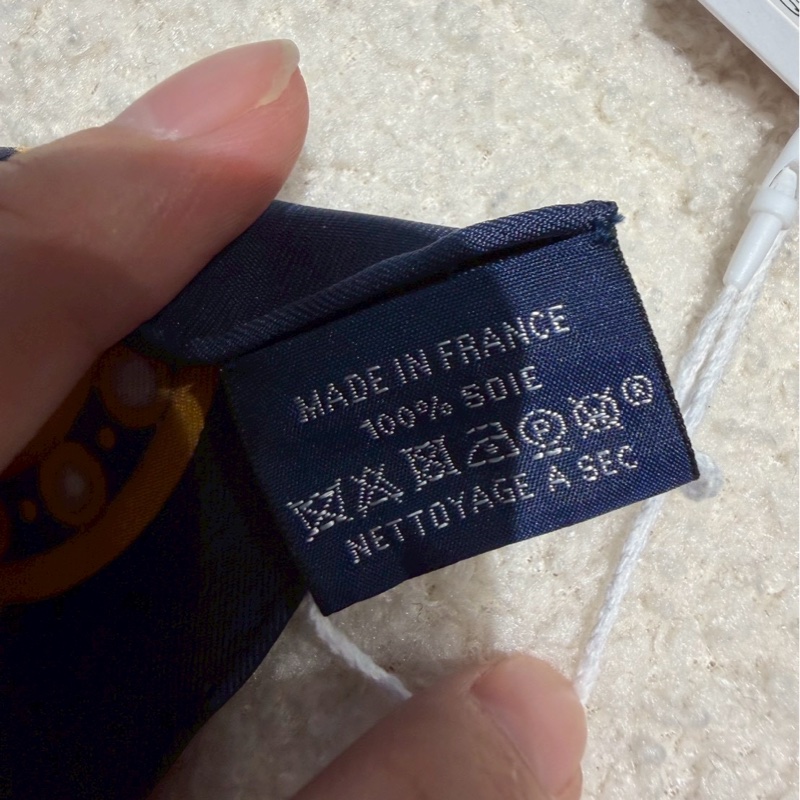 MADE IN FRANCE
100% SOIE
P W ®
NETTOYAGE A SEC